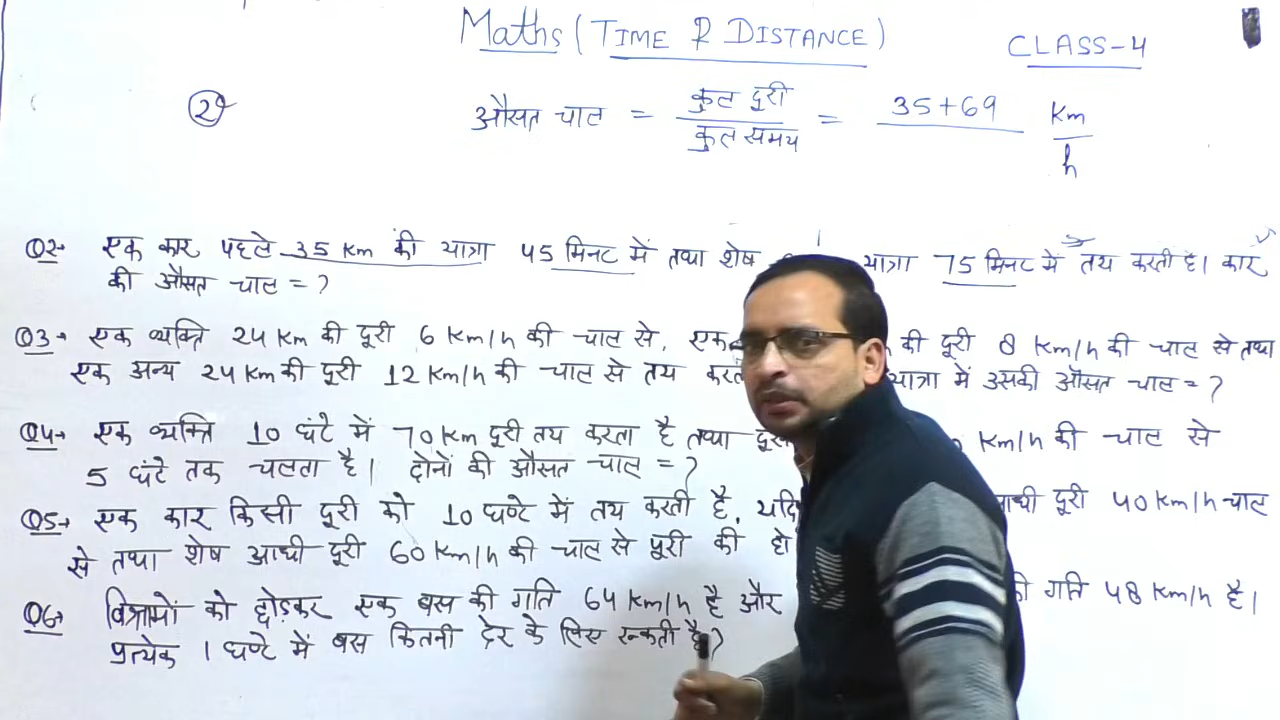 Maths (TIME & DISTANCE) CLASS-4
2⟩ औसत चाल = कुल दूरी / कुल समय = 35+69 / Km/h
Q2→ एक कार पहले 35 Km की यात्रा 45 मिनट में तथा शेष यात्रा 75 मिनट में तय करती है। कार
की औसत चाल = ?
Q3→ एक व्यक्ति 24 Km की दूरी 6 Km/h की चाल से, एक की दूरी 8 Km/h की चाल से तथा
एक अन्य 24 Km की दूरी 12 Km/h की चाल से तय यात्रा में उसकी औसत चाल = ?
Q4→ एक व्यक्ति 10 घंटे में 70 Km दूरी तय करता है तथा Km/h की चाल से
5 घंटे तक चलता है। दोनों की औसत चाल = ?
Q5→ एक कार किसी दूरी को 10 घण्टे में तय करती है, यदि दूरी 40 Km/h चाल
से तथा शेष आधी दूरी 60 Km/h की चाल से पूरी की हो
Q6→ विश्रामों को छोड़कर एक बस की गति 64 Km/h है और की गति 48 Km/h है।
प्रत्येक 1 घण्टे में बस कितनी देर के लिए रुकती है?